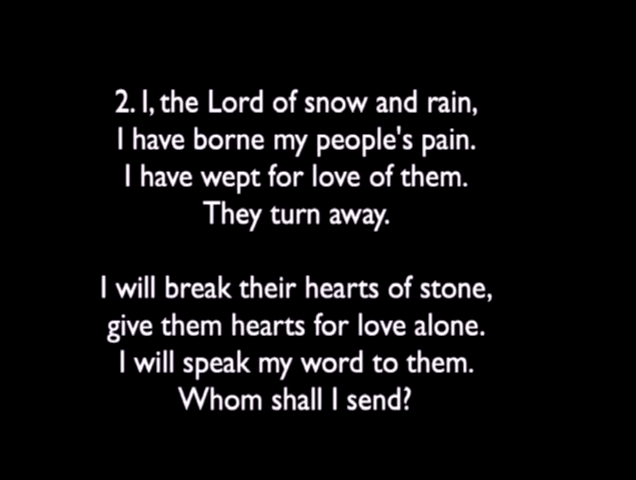 2. I, the Lord of snow and rain,
I have borne my people's pain.
I have wept for love of them.
They turn away.
I will break their hearts of stone,
give them hearts for love alone.
I will speak my word to them.
Whom shall I send?